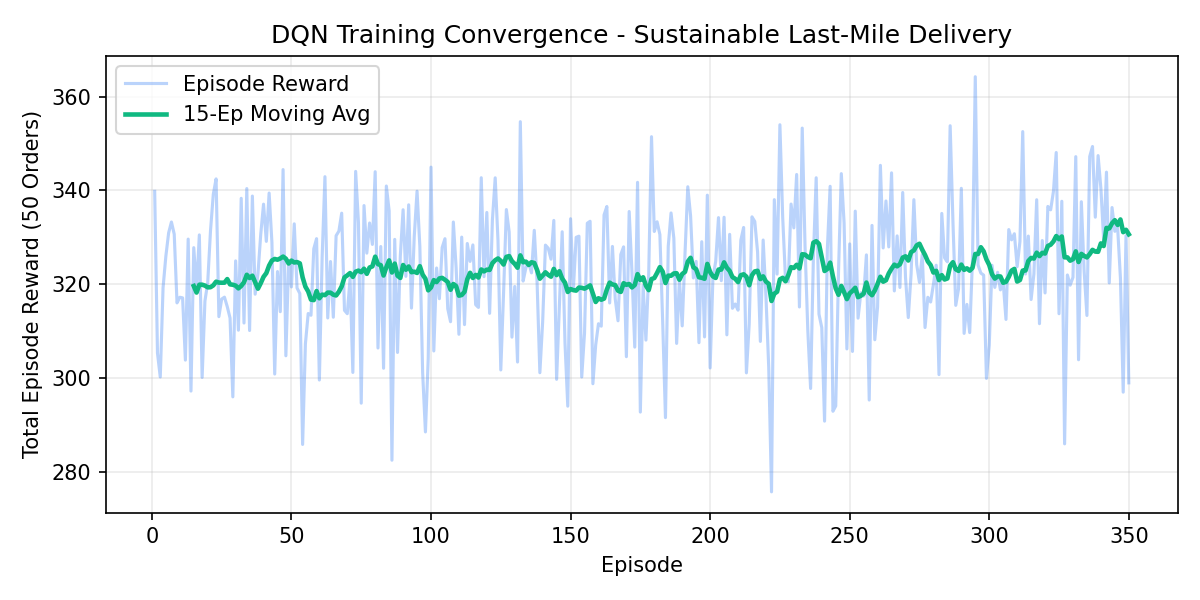 DQN Training Convergence - Sustainable Last-Mile Delivery
Episode Reward
15-Ep Moving Avg
Total Episode Reward (50 Orders)
360
340
320
300
280
0
50
100
150
200
250
300
350
Episode